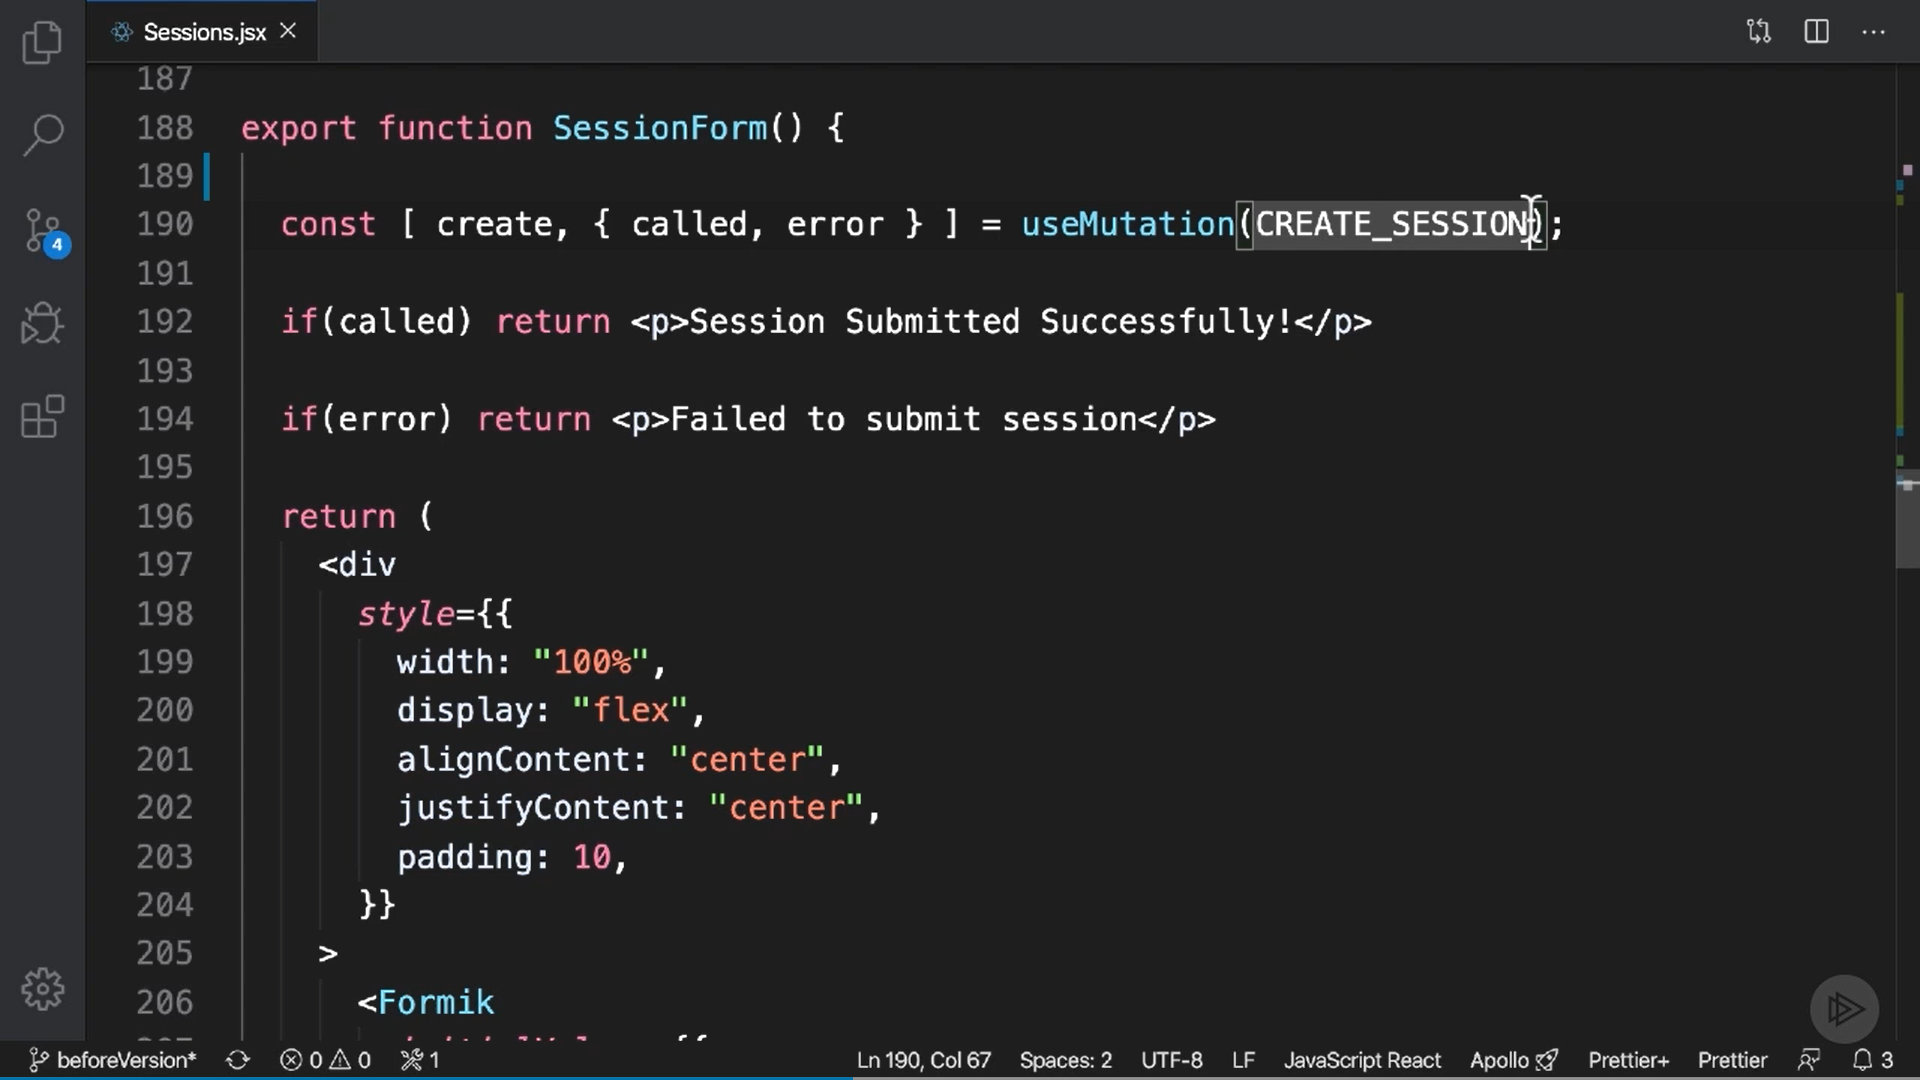 Sessions.jsx
187
188 export function SessionForm() {
189
190 const [ create, { called, error } ] = useMutation(CREATE_SESSION);
191
192 if(called) return <p>Session Submitted Successfully!</p>
193
194 if(error) return <p>Failed to submit session</p>
195
196 return (
197 <div
198 style={{
199 width: "100%",
200 display: "flex",
201 alignContent: "center",
202 justifyContent: "center",
203 padding: 10,
204 }}
205 >
206 <Formik
4
beforeVersion* 0 0 1 Ln 190, Col 67 Spaces: 2 UTF-8 LF JavaScript React Apollo Prettier+ Prettier 3